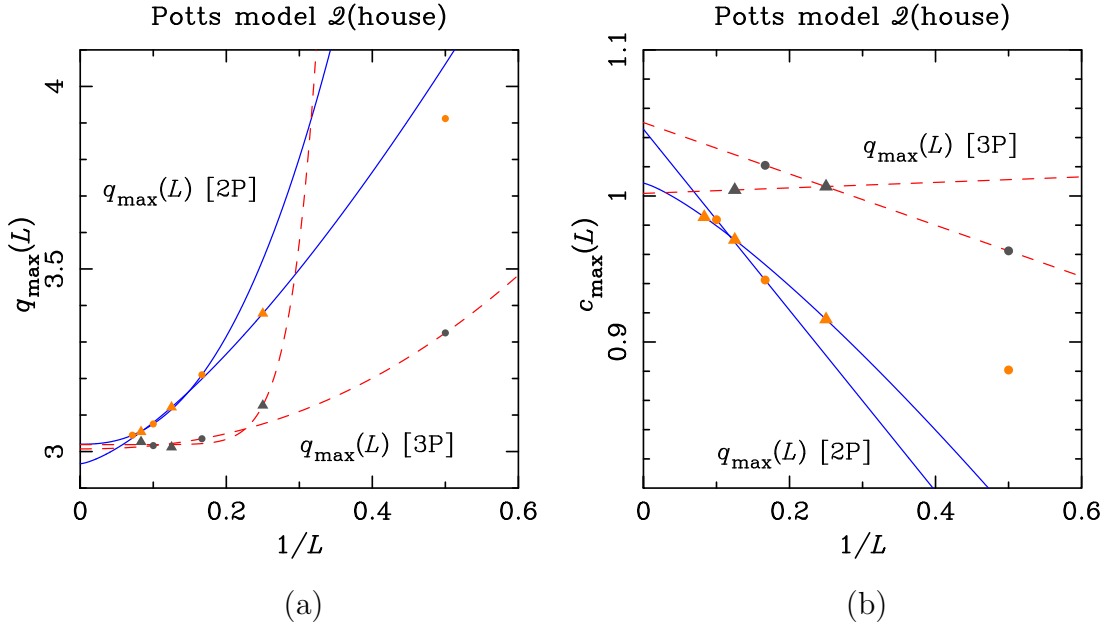 Potts model 𝒬(house)
4
3.5
3
q_max(L)
q_max(L) [2P]
q_max(L) [3P]
0
0.2
0.4
0.6
1/L
(a)
Potts model 𝒬(house)
1.1
1
0.9
c_max(L)
q_max(L) [3P]
q_max(L) [2P]
0
0.2
0.4
0.6
1/L
(b)